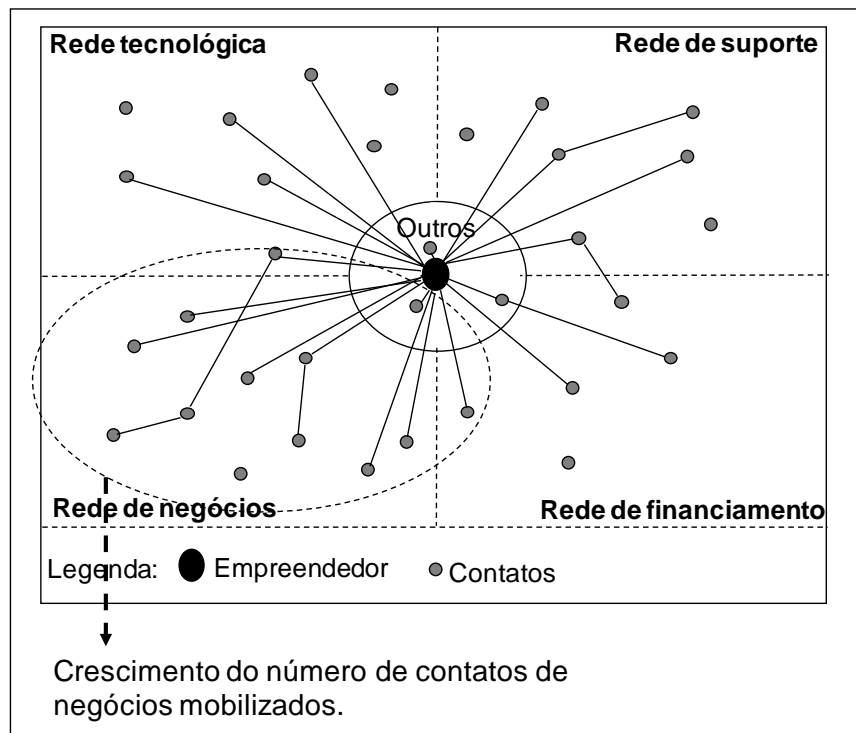 Rede tecnológica
Rede de suporte
Outros
Rede de negócios
Rede de financiamento
Legenda:
Empreendedor
Contatos
Crescimento do número de contatos de
negócios mobilizados.